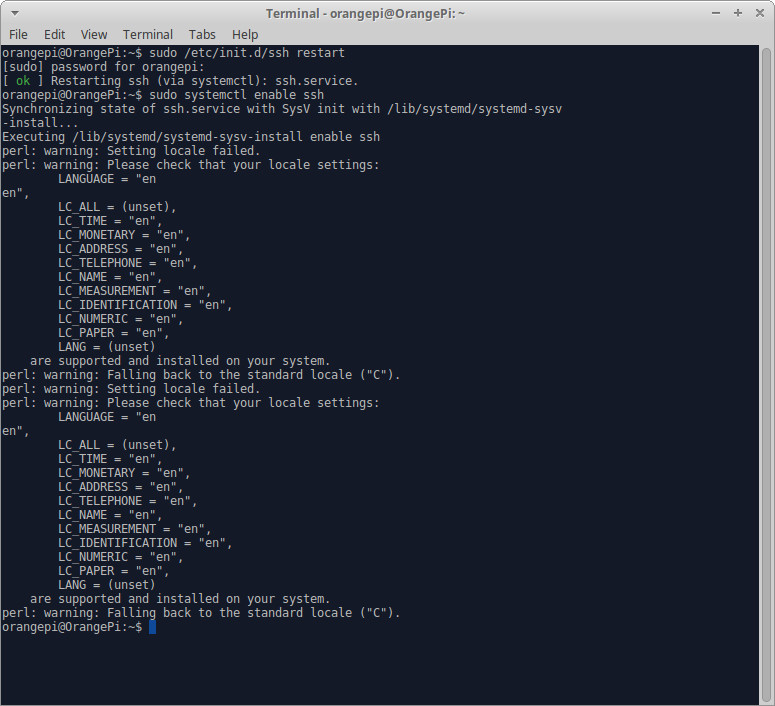 Terminal - orangepi@OrangePi: ~
File Edit View Terminal Tabs Help
orangepi@OrangePi:~$ sudo /etc/init.d/ssh restart
[sudo] password for orangepi:
[ ok ] Restarting ssh (via systemctl): ssh.service.
orangepi@OrangePi:~$ sudo systemctl enable ssh
Synchronizing state of ssh.service with SysV init with /lib/systemd/systemd-sysv
-install...
Executing /lib/systemd/systemd-sysv-install enable ssh
perl: warning: Setting locale failed.
perl: warning: Please check that your locale settings:
        LANGUAGE = "en
en",
        LC_ALL = (unset),
        LC_TIME = "en",
        LC_MONETARY = "en",
        LC_ADDRESS = "en",
        LC_TELEPHONE = "en",
        LC_NAME = "en",
        LC_MEASUREMENT = "en",
        LC_IDENTIFICATION = "en",
        LC_NUMERIC = "en",
        LC_PAPER = "en",
        LANG = (unset)
    are supported and installed on your system.
perl: warning: Falling back to the standard locale ("C").
perl: warning: Setting locale failed.
perl: warning: Please check that your locale settings:
        LANGUAGE = "en
en",
        LC_ALL = (unset),
        LC_TIME = "en",
        LC_MONETARY = "en",
        LC_ADDRESS = "en",
        LC_TELEPHONE = "en",
        LC_NAME = "en",
        LC_MEASUREMENT = "en",
        LC_IDENTIFICATION = "en",
        LC_NUMERIC = "en",
        LC_PAPER = "en",
        LANG = (unset)
    are supported and installed on your system.
perl: warning: Falling back to the standard locale ("C").
orangepi@OrangePi:~$